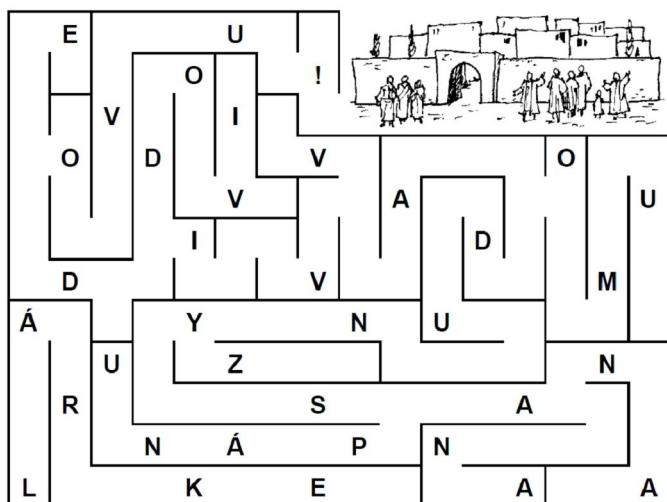 E U
O !
V I
O D V O
V A U
I D
D V M
Á Y N U
U Z N
R S A
N Á P N
L K E A A